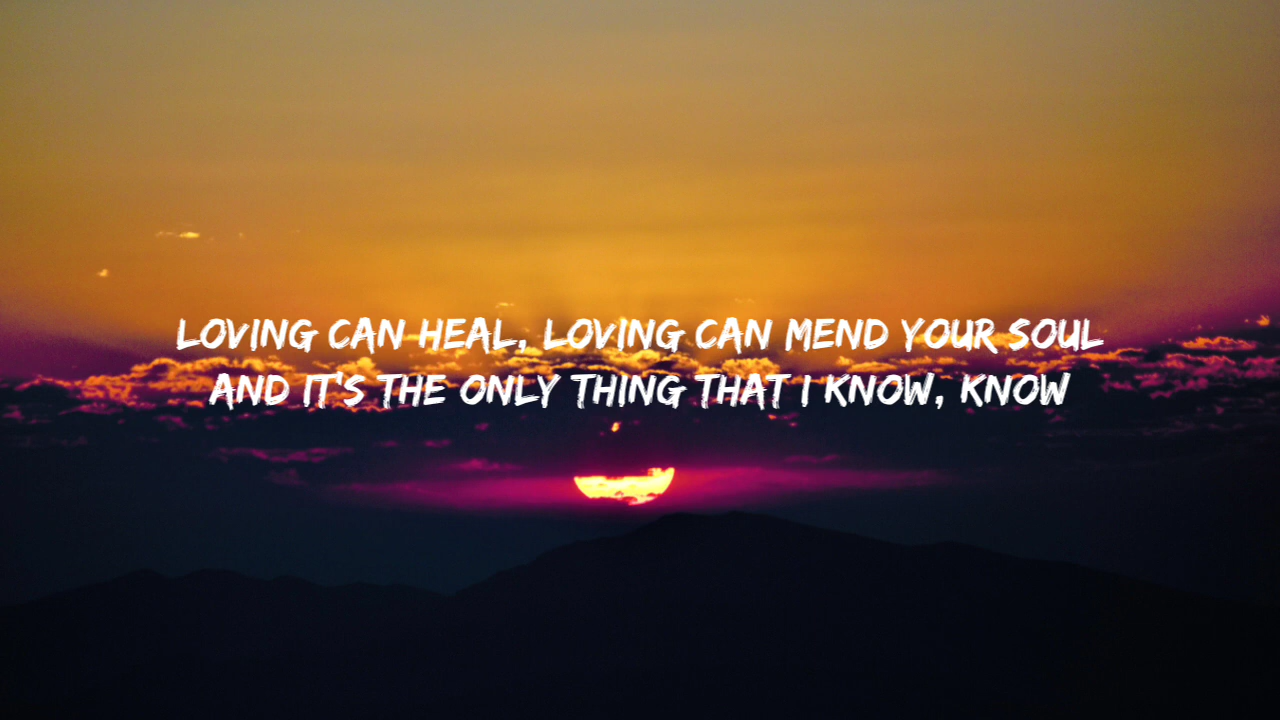 LOVING CAN HEAL, LOVING CAN MEND YOUR SOUL
AND IT'S THE ONLY THING THAT I KNOW, KNOW